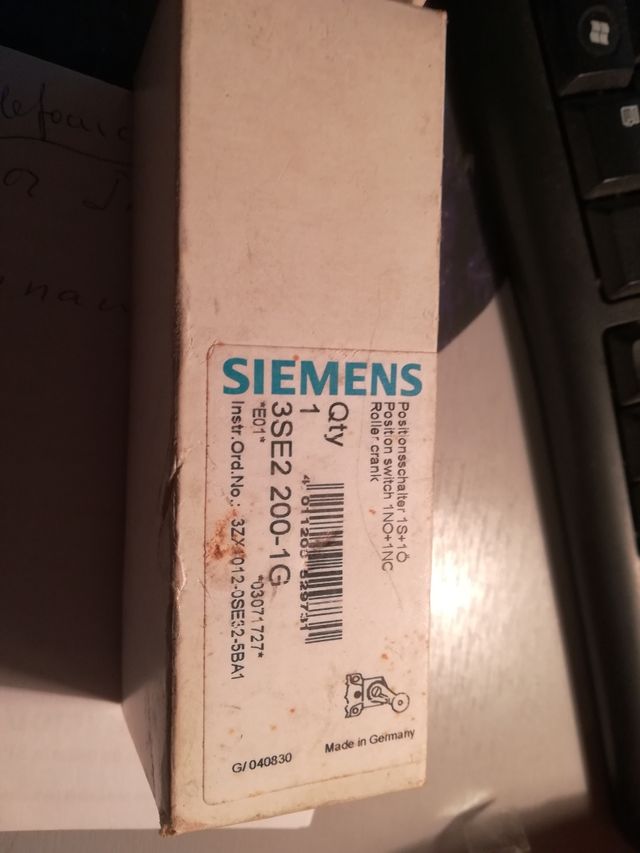 SIEMENS
Positionsschalter 1S+1Ö
Position switch 1NO+1NC
Roller crank
Qty
1
3SE2 200-1G
*E01*
*03071727*
Instr.Ord.No.: 3ZX1012-0SE32-5BA1
Made in Germany
G/040830